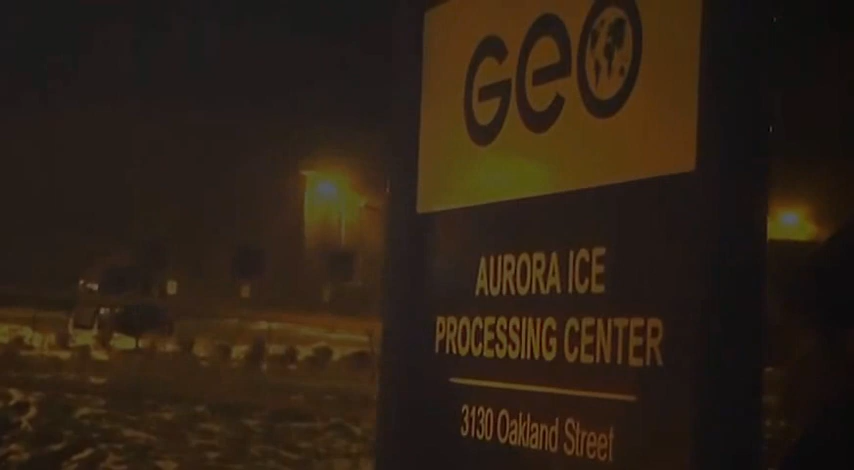 GEO
AURORA ICE
PROCESSING CENTER
3130 Oakland Street